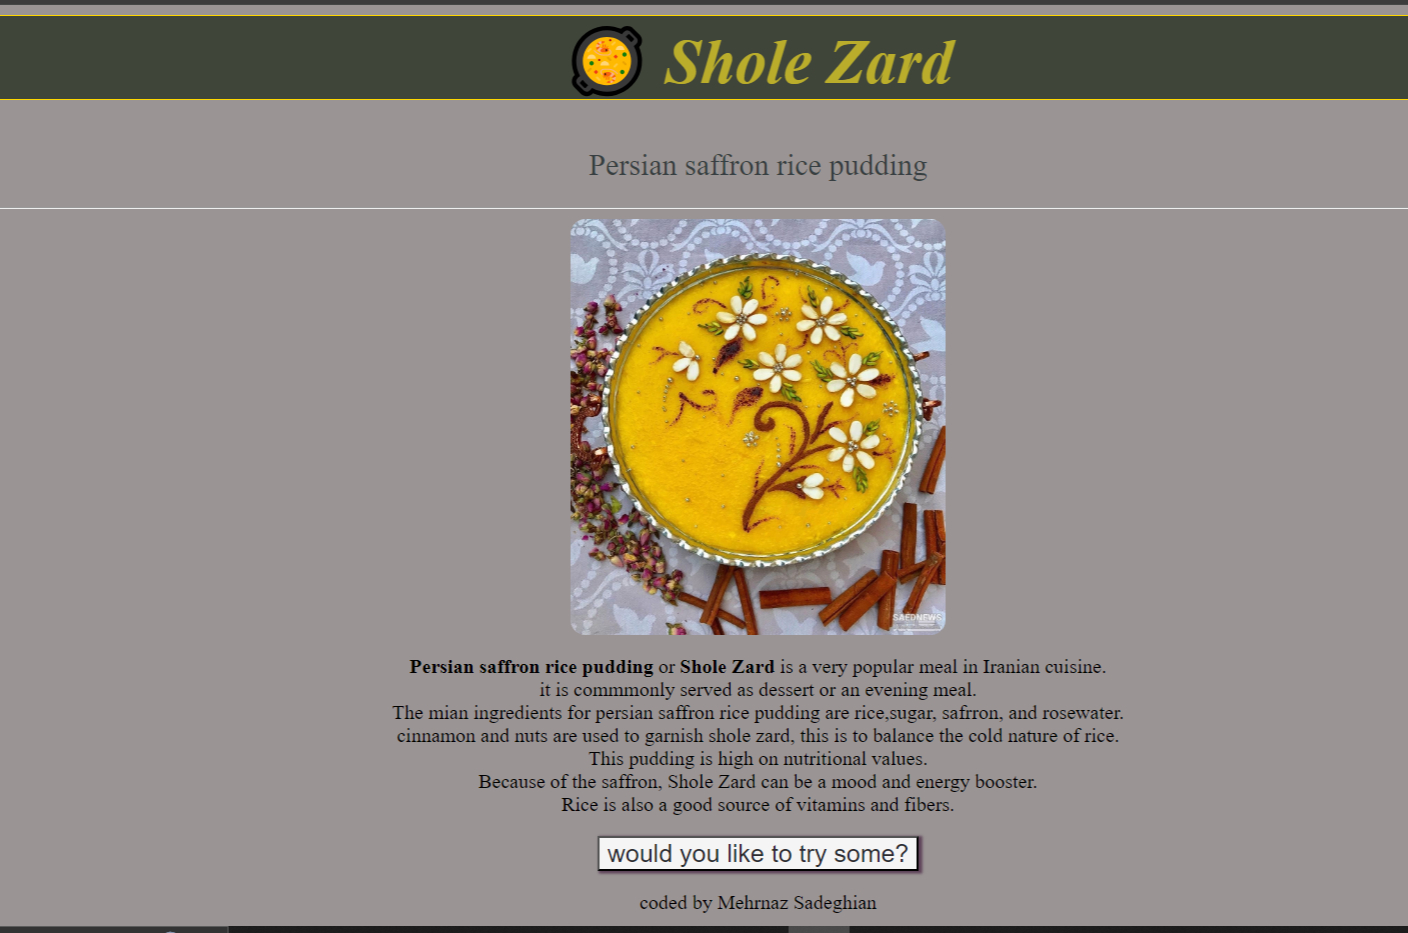 Shole Zard
Persian saffron rice pudding
SAEDNEWS
Persian saffron rice pudding or Shole Zard is a very popular meal in Iranian cuisine.
it is commmonly served as dessert or an evening meal.
The mian ingredients for persian saffron rice pudding are rice,sugar, safrron, and rosewater.
cinnamon and nuts are used to garnish shole zard, this is to balance the cold nature of rice.
This pudding is high on nutritional values.
Because of the saffron, Shole Zard can be a mood and energy booster.
Rice is also a good source of vitamins and fibers.
would you like to try some?
coded by Mehrnaz Sadeghian